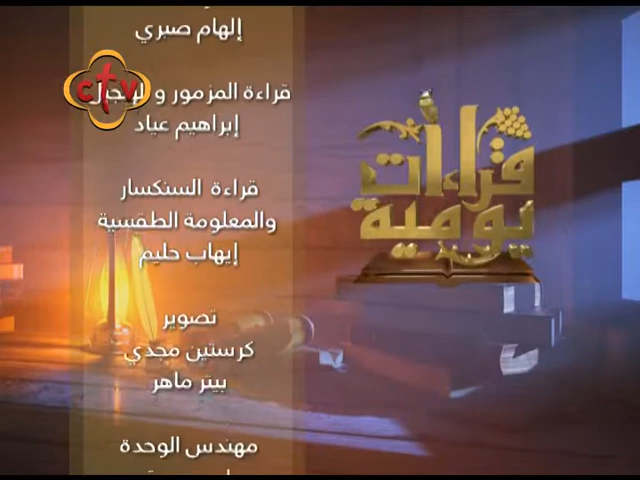 إلهام صبري
قراءة المزمور و الإنجيل
إبراهيم عياد
قراءة السنكسار
والمعلومة الطقسية
إيهاب حليم
تصوير
كرستين مجدي
بيتر ماهر
مهندس الوحدة
ctv
قراءات
يومية